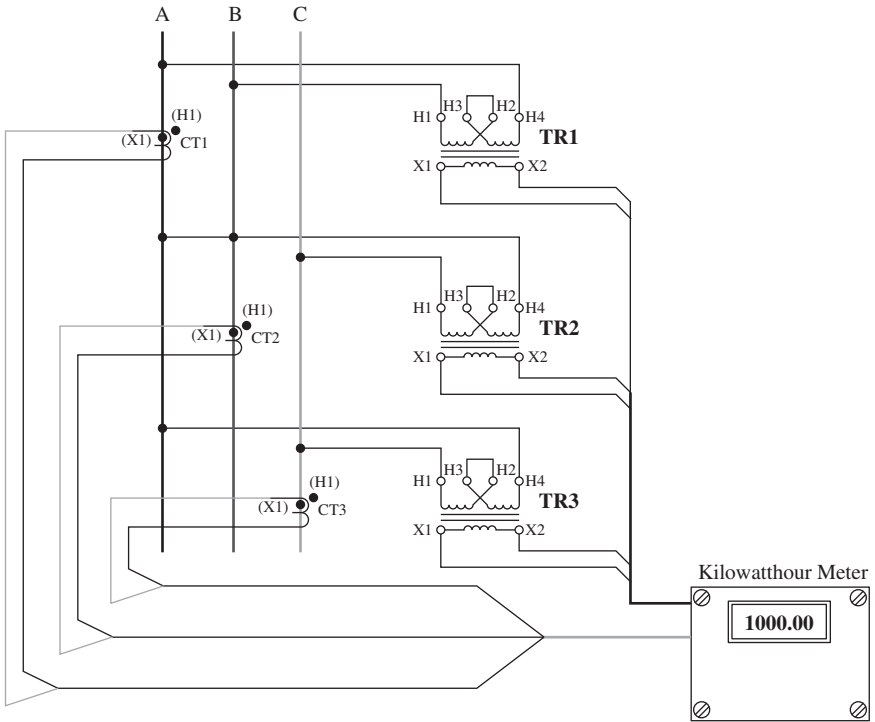 A B C
H1 H3 H2 H4
TR1
X1 X2
(H1)
(X1) CT1
H1 H3 H2 H4
TR2
X1 X2
(H1)
(X1) CT2
H1 H3 H2 H4
TR3
X1 X2
(H1)
(X1) CT3
Kilowatthour Meter
1000.00